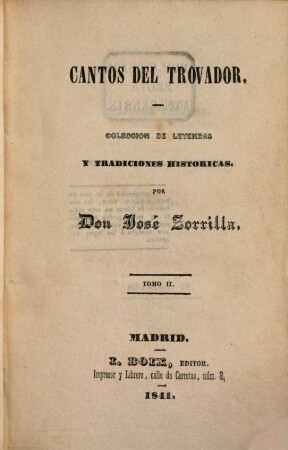 CANTOS DEL TROVADOR.
COLECCION DE LEYENDAS
Y TRADICIONES HISTORICAS.
POR
Don José Zorrilla.
TOMO II.
MADRID.
I. BOIX, EDITOR.
Impresor y Librero, calle de Carretas, núm. 8,
1841.